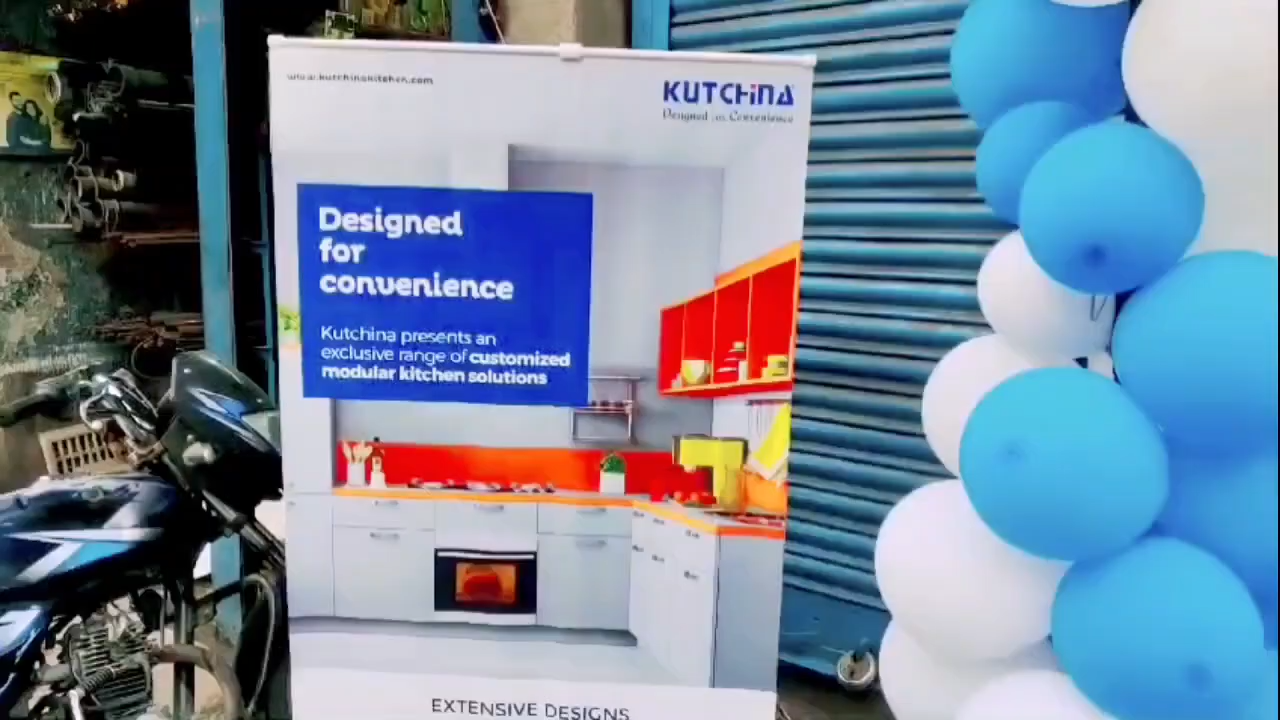 www.kutchinakitchen.com
KUTCHINA
Designed for Convenience
Designed
for
convenience
Kutchina presents an
exclusive range of customized
modular kitchen solutions
EXTENSIVE DESIGNS